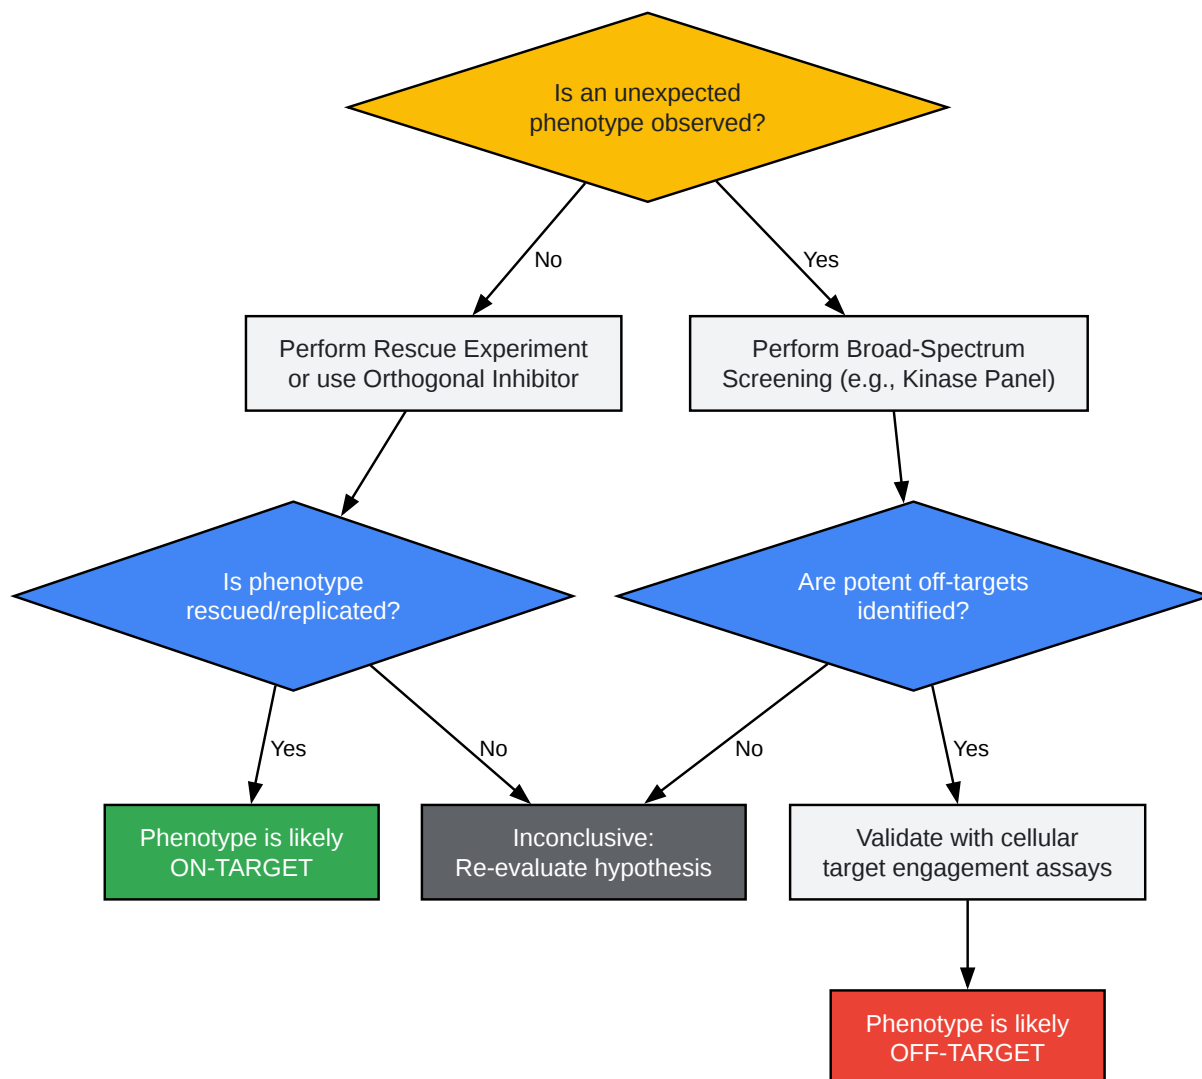 Is an unexpected
phenotype observed?
No
Yes
Perform Rescue Experiment
or use Orthogonal Inhibitor
Perform Broad-Spectrum
Screening (e.g., Kinase Panel)
Is phenotype
rescued/replicated?
Are potent off-targets
identified?
Yes
No
No
Yes
Phenotype is likely
ON-TARGET
Inconclusive:
Re-evaluate hypothesis
Validate with cellular
target engagement assays
Phenotype is likely
OFF-TARGET